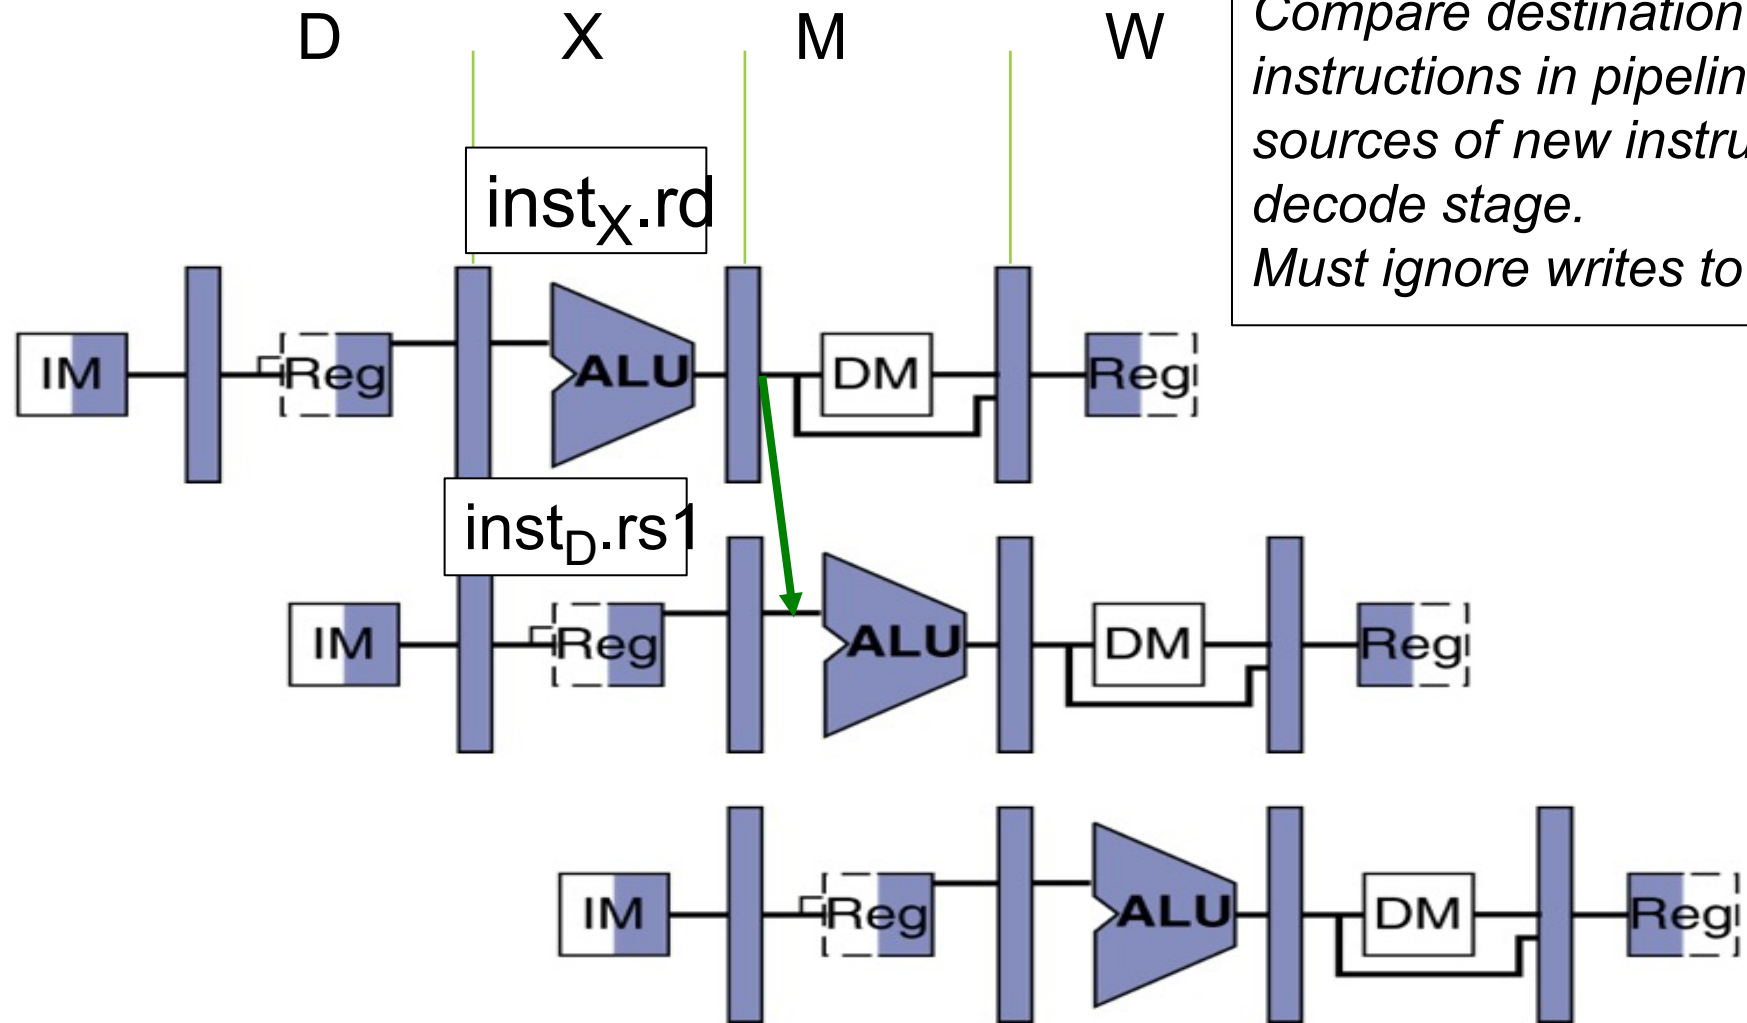 D X M W
Compare destination
instructions in pipelin
sources of new instru
decode stage.
Must ignore writes to
instX.rd
IM Reg ALU DM Reg
instD.rs1
IM Reg ALU DM Reg
IM Reg ALU DM Reg